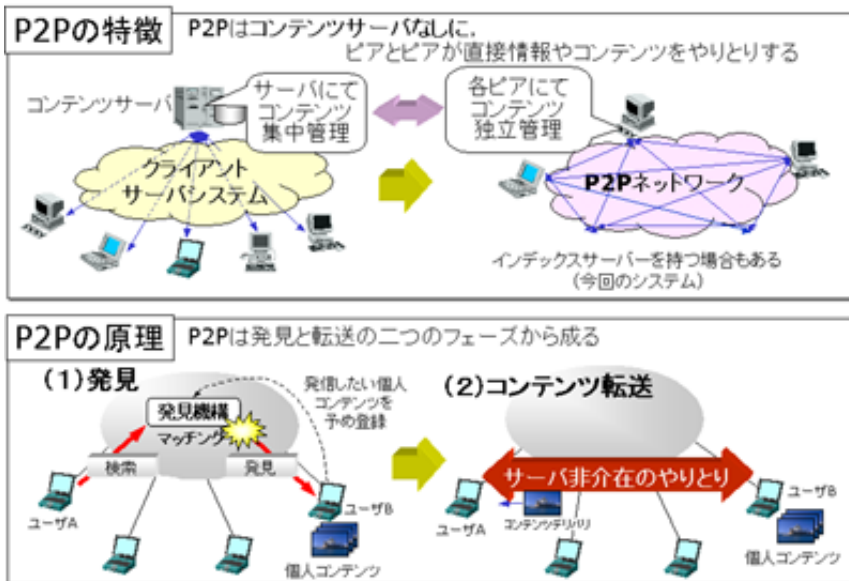 P2Pの特徴
P2Pはコンテンツサーバなしに、
ピアとピアが直接情報やコンテンツをやりとりする
コンテンツサーバ
サーバにて
コンテンツ
集中管理
各ピアにて
コンテンツ
独立管理
クライアント
サーバシステム
P2Pネットワーク
インデックスサーバーを持つ場合もある
(今回のシステム)
P2Pの原理
P2Pは発見と転送の二つのフェーズから成る
(1)発見
発見機構
マッチング
検索
発見
発信したい個人
コンテンツを
予め登録
ユーザA
ユーザB
個人コンテンツ
(2)コンテンツ転送
サーバ非介在のやりとり
ユーザA
コンテンツデリバリ
ユーザB
個人コンテンツ